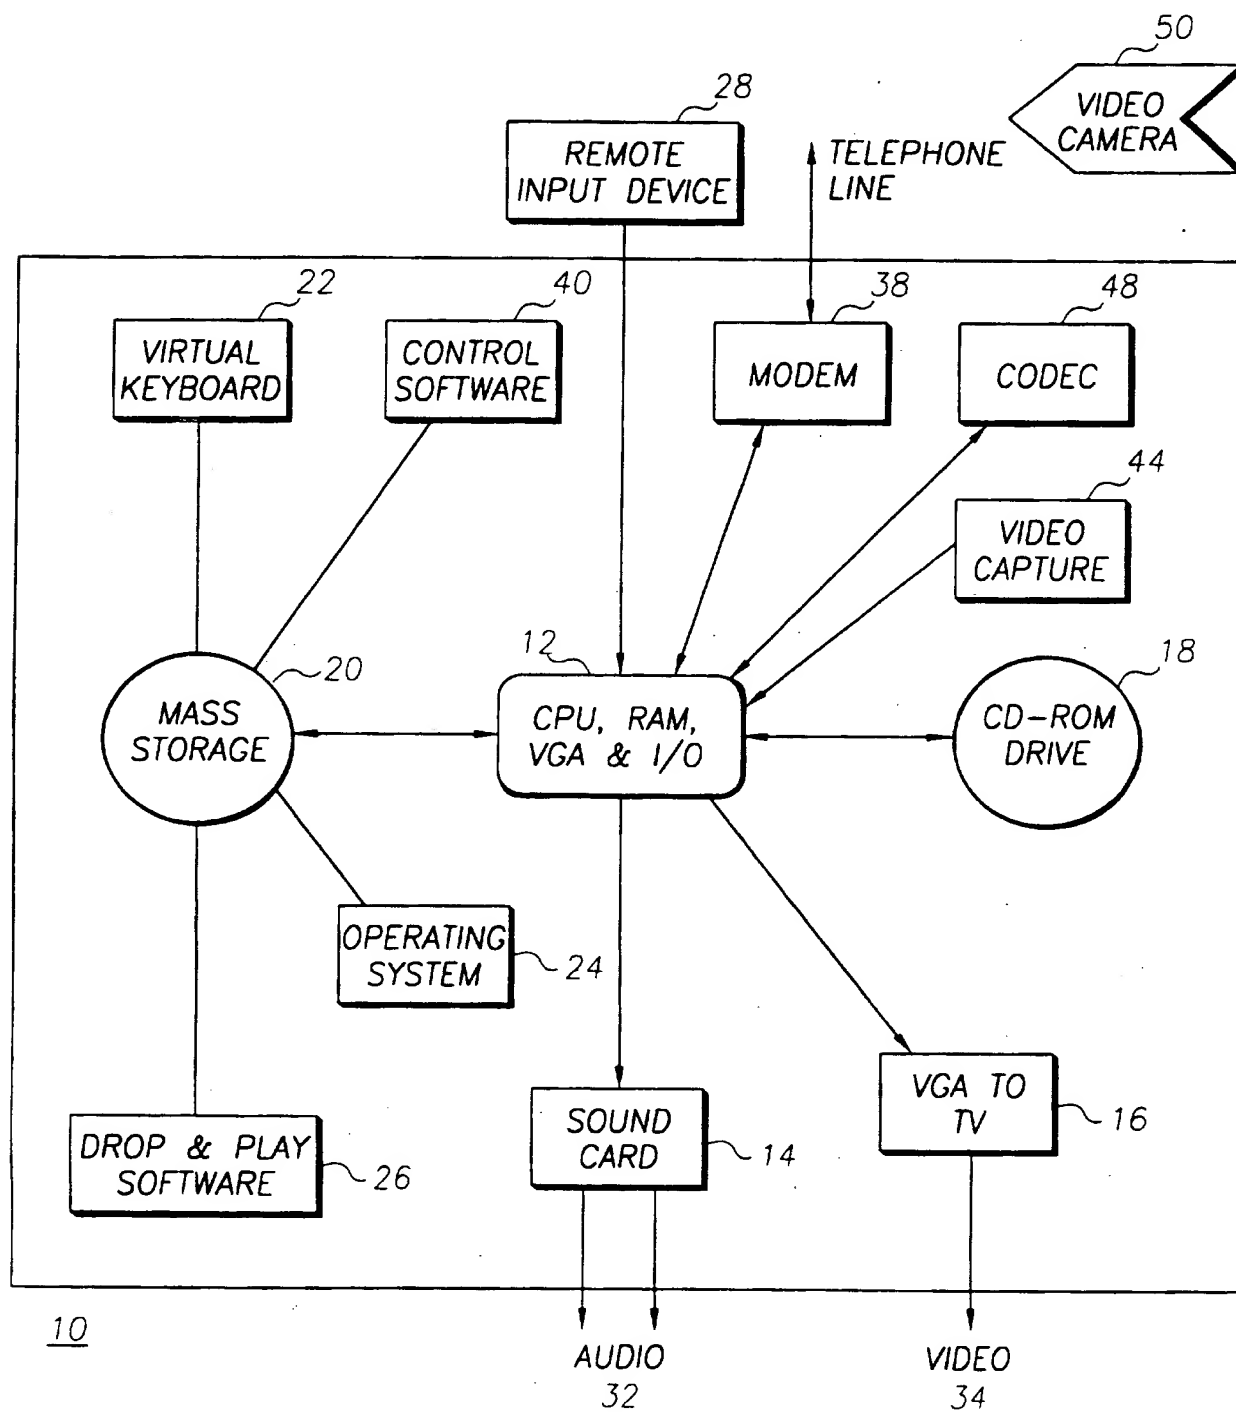 50
VIDEO
CAMERA
28
REMOTE
INPUT DEVICE
TELEPHONE
LINE
22
VIRTUAL
KEYBOARD
40
CONTROL
SOFTWARE
38
MODEM
48
CODEC
44
VIDEO
CAPTURE
20
MASS
STORAGE
12
CPU, RAM,
VGA & I/O
18
CD-ROM
DRIVE
OPERATING
SYSTEM
24
DROP & PLAY
SOFTWARE
26
SOUND
CARD
14
VGA TO
TV
16
10
AUDIO
32
VIDEO
34